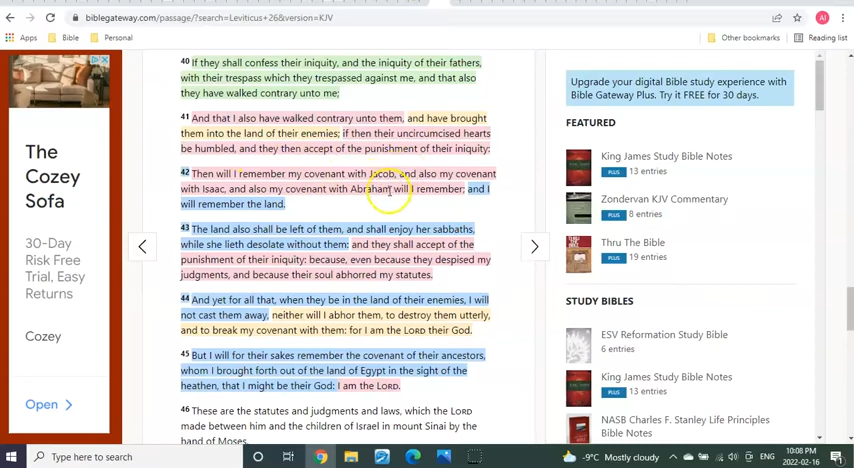 biblegateway.com/passage/?search=Leviticus+26&version=KJV
AI
Apps
Bible
Personal
Other bookmarks
Reading list
40 If they shall confess their iniquity, and the iniquity of their fathers,
with their trespass which they trespassed against me, and that also
they have walked contrary unto me;
41 And that I also have walked contrary unto them, and have brought
them into the land of their enemies; if then their uncircumcised hearts
be humbled, and they then accept of the punishment of their iniquity:
42 Then will I remember my covenant with Jacob, and also my covenant
with Isaac, and also my covenant with Abraham will I remember; and I
will remember the land.
43 The land also shall be left of them, and shall enjoy her sabbaths,
while she lieth desolate without them: and they shall accept of the
punishment of their iniquity: because, even because they despised my
judgments, and because their soul abhorred my statutes.
44 And yet for all that, when they be in the land of their enemies, I will
not cast them away, neither will I abhor them, to destroy them utterly,
and to break my covenant with them: for I am the LORD their God.
45 But I will for their sakes remember the covenant of their ancestors,
whom I brought forth out of the land of Egypt in the sight of the
heathen, that I might be their God: I am the LORD.
46 These are the statutes and judgments and laws, which the LORD
made between him and the children of Israel in mount Sinai by the
hand of Moses.
The
Cozey
Sofa
30-Day
Risk Free
Trial, Easy
Returns
Cozey
Open
Upgrade your digital Bible study experience with
Bible Gateway Plus. Try it FREE for 30 days.
FEATURED
King James Study Bible Notes
PLUS 13 entries
Zondervan KJV Commentary
PLUS 8 entries
Thru The Bible
PLUS 19 entries
STUDY BIBLES
ESV Reformation Study Bible
6 entries
King James Study Bible Notes
PLUS 13 entries
NASB Charles F. Stanley Life Principles
Bible Notes
Type here to search
-9°C Mostly cloudy
ENG
10:08 PM
2022-02-16